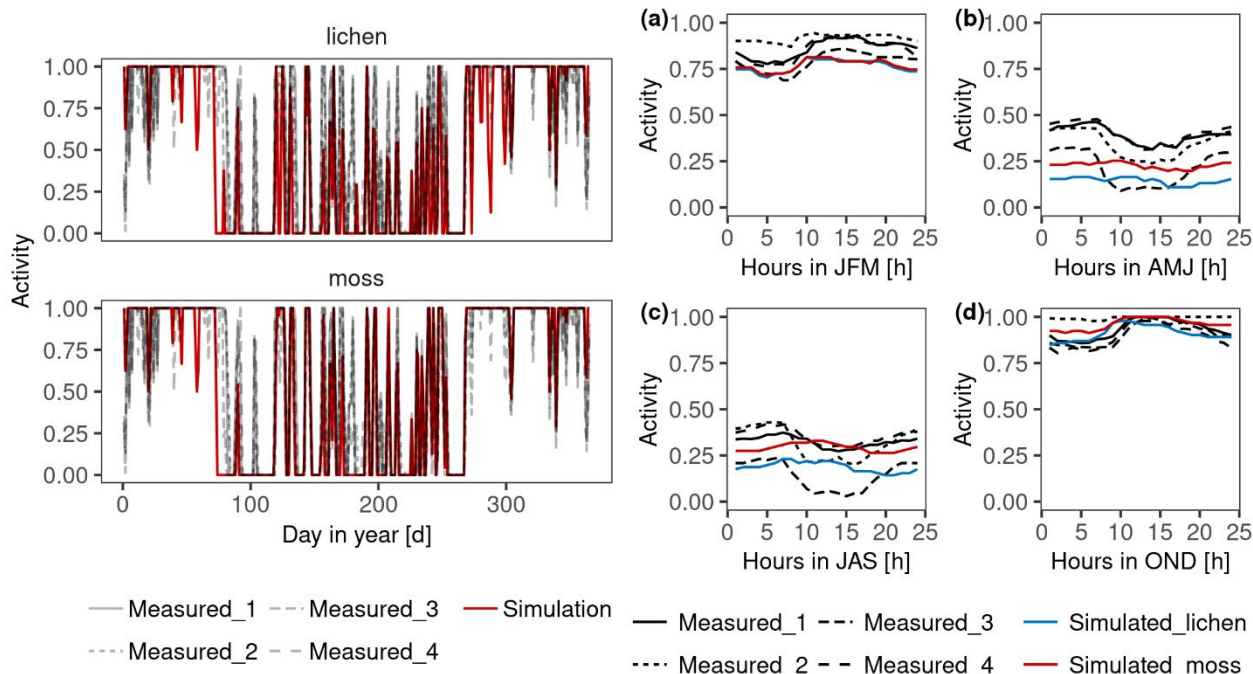 lichen
1.00
0.75
0.50
0.25
0.00
moss
1.00
0.75
0.50
0.25
0.00
Activity
0 100 200 300
Day in year [d]
Measured_1 Measured_3 Simulation
Measured_2 Measured_4
(a)
1.00
0.75
0.50
0.25
0.00
Activity
0 5 10 15 20 25
Hours in JFM [h]
(b)
1.00
0.75
0.50
0.25
0.00
Activity
0 5 10 15 20 25
Hours in AMJ [h]
(c)
1.00
0.75
0.50
0.25
0.00
Activity
0 5 10 15 20 25
Hours in JAS [h]
(d)
1.00
0.75
0.50
0.25
0.00
Activity
0 5 10 15 20 25
Hours in OND [h]
Measured_1 Measured_3 Simulated_lichen
Measured_2 Measured_4 Simulated_moss